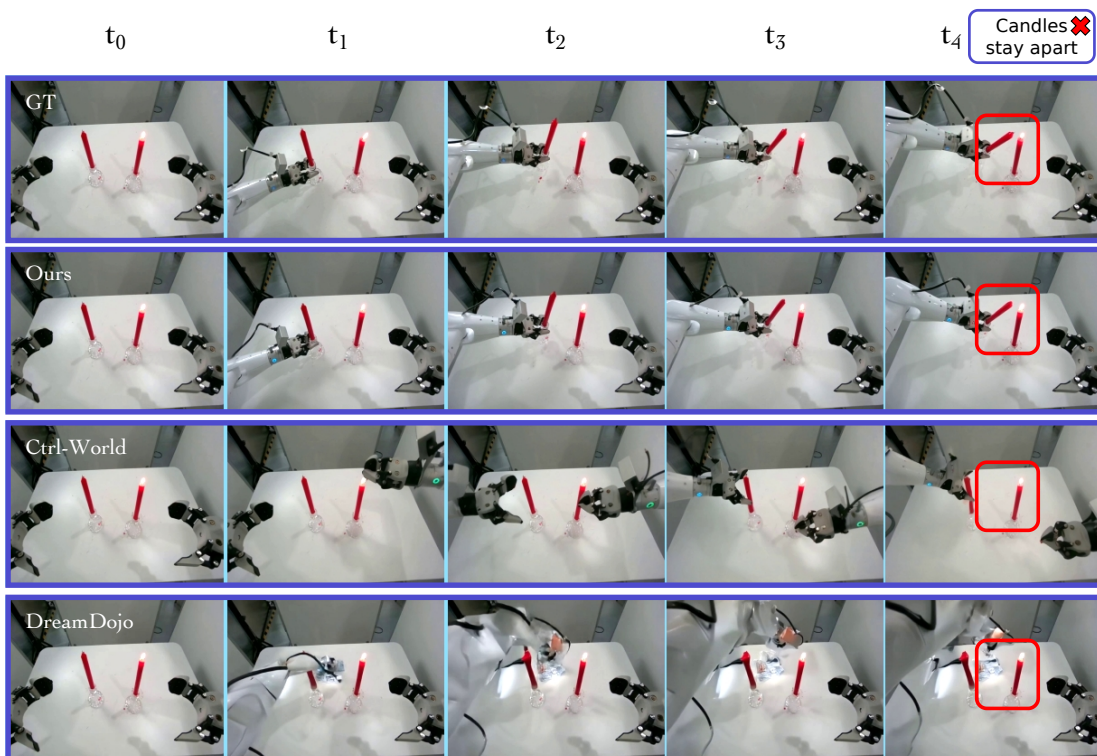 t₀ t₁ t₂ t₃ t₄
Candles
stay apart
GT
Ours
Ctrl-World
DreamDojo